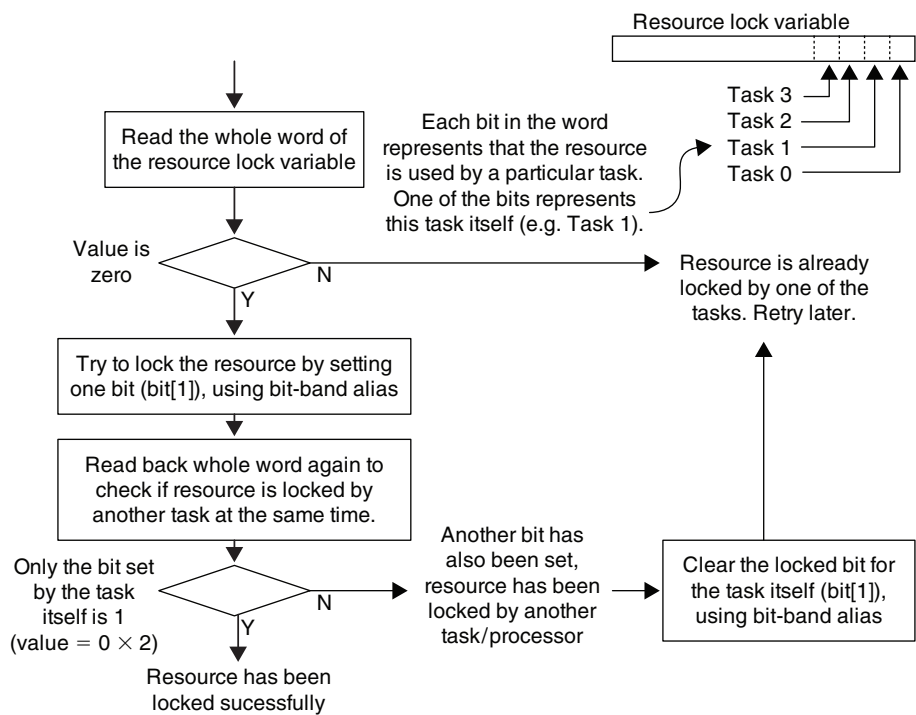 Resource lock variable
Task 3
Task 2
Task 1
Task 0
Read the whole word of
the resource lock variable
Each bit in the word
represents that the resource
is used by a particular task.
One of the bits represents
this task itself (e.g. Task 1).
Value is
zero
N
Y
Resource is already
locked by one of the
tasks. Retry later.
Try to lock the resource by setting
one bit (bit[1]), using bit-band alias
Read back whole word again to
check if resource is locked by
another task at the same time.
Only the bit set
by the task
itself is 1
(value = 0 × 2)
N
Y
Another bit has
also been set,
resource has been
locked by another
task/processor
Clear the locked bit for
the task itself (bit[1]),
using bit-band alias
Resource has been
locked sucessfully